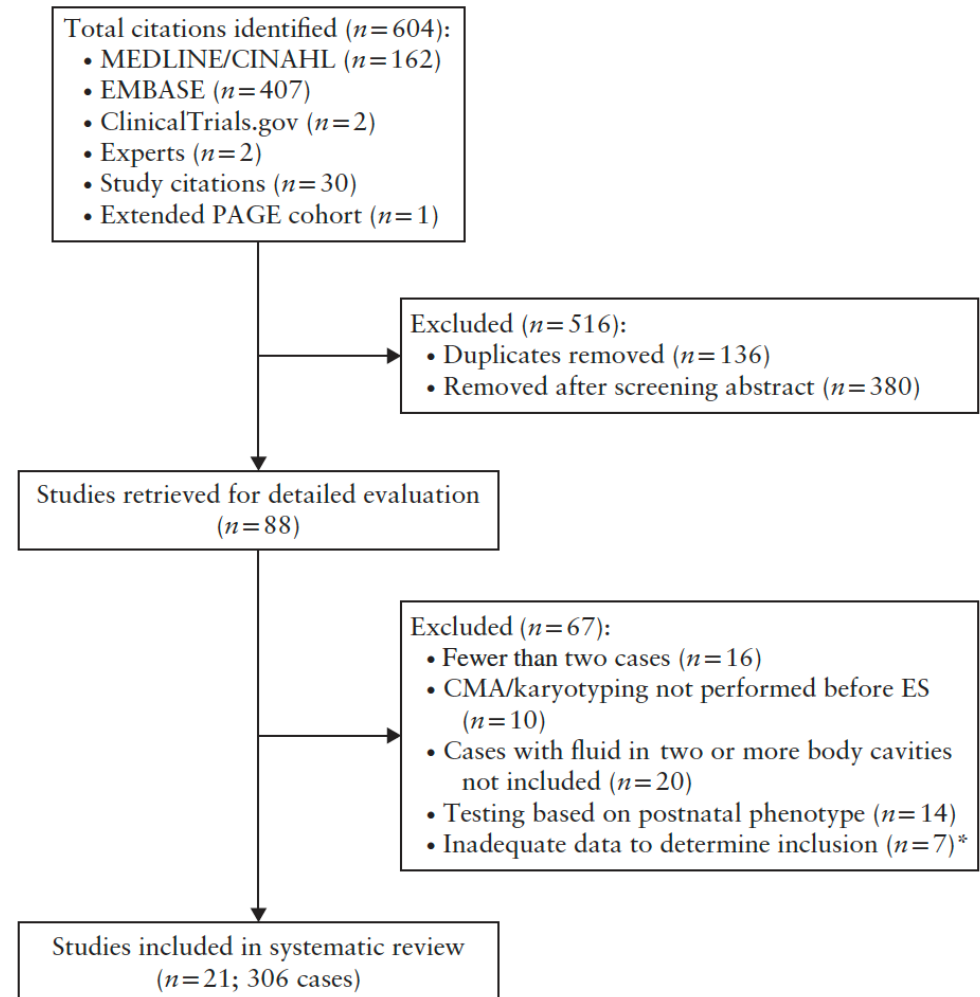 Total citations identified (n=604):
• MEDLINE/CINAHL (n=162)
• EMBASE (n=407)
• ClinicalTrials.gov (n=2)
• Experts (n=2)
• Study citations (n=30)
• Extended PAGE cohort (n=1)
Excluded (n=516):
• Duplicates removed (n=136)
• Removed after screening abstract (n=380)
Studies retrieved for detailed evaluation
(n=88)
Excluded (n=67):
• Fewer than two cases (n=16)
• CMA/karyotyping not performed before ES
(n=10)
• Cases with fluid in two or more body cavities
not included (n=20)
• Testing based on postnatal phenotype (n=14)
• Inadequate data to determine inclusion (n=7)*
Studies included in systematic review
(n=21; 306 cases)